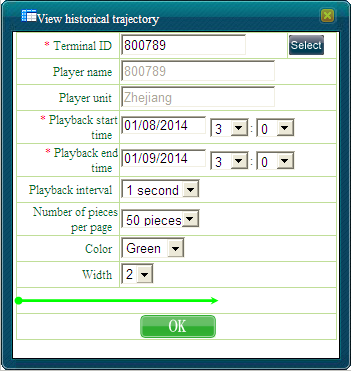 View historical trajectory
* Terminal ID 800789 Select
Player name 800789
Player unit Zhejiang
* Playback start time 01/08/2014 3 : 0
* Playback end time 01/09/2014 3 : 0
Playback interval 1 second
Number of pieces per page 50 pieces
Color Green
Width 2
OK